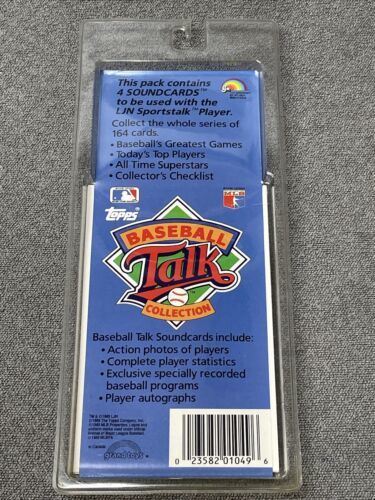 This pack contains
4 SOUNDCARDS™
to be used with the
LJN Sportstalk™ Player.
Collect the whole series of
164 cards.
• Baseball's Greatest Games
• Today's Top Players
• All Time Superstars
• Collector's Checklist
Topps
MLB
BASEBALL
Talk
COLLECTION
Baseball Talk Soundcards include:
• Action photos of players
• Complete player statistics
• Exclusive specially recorded
baseball programs
• Player autographs
grand toys
0 23582 01049 6